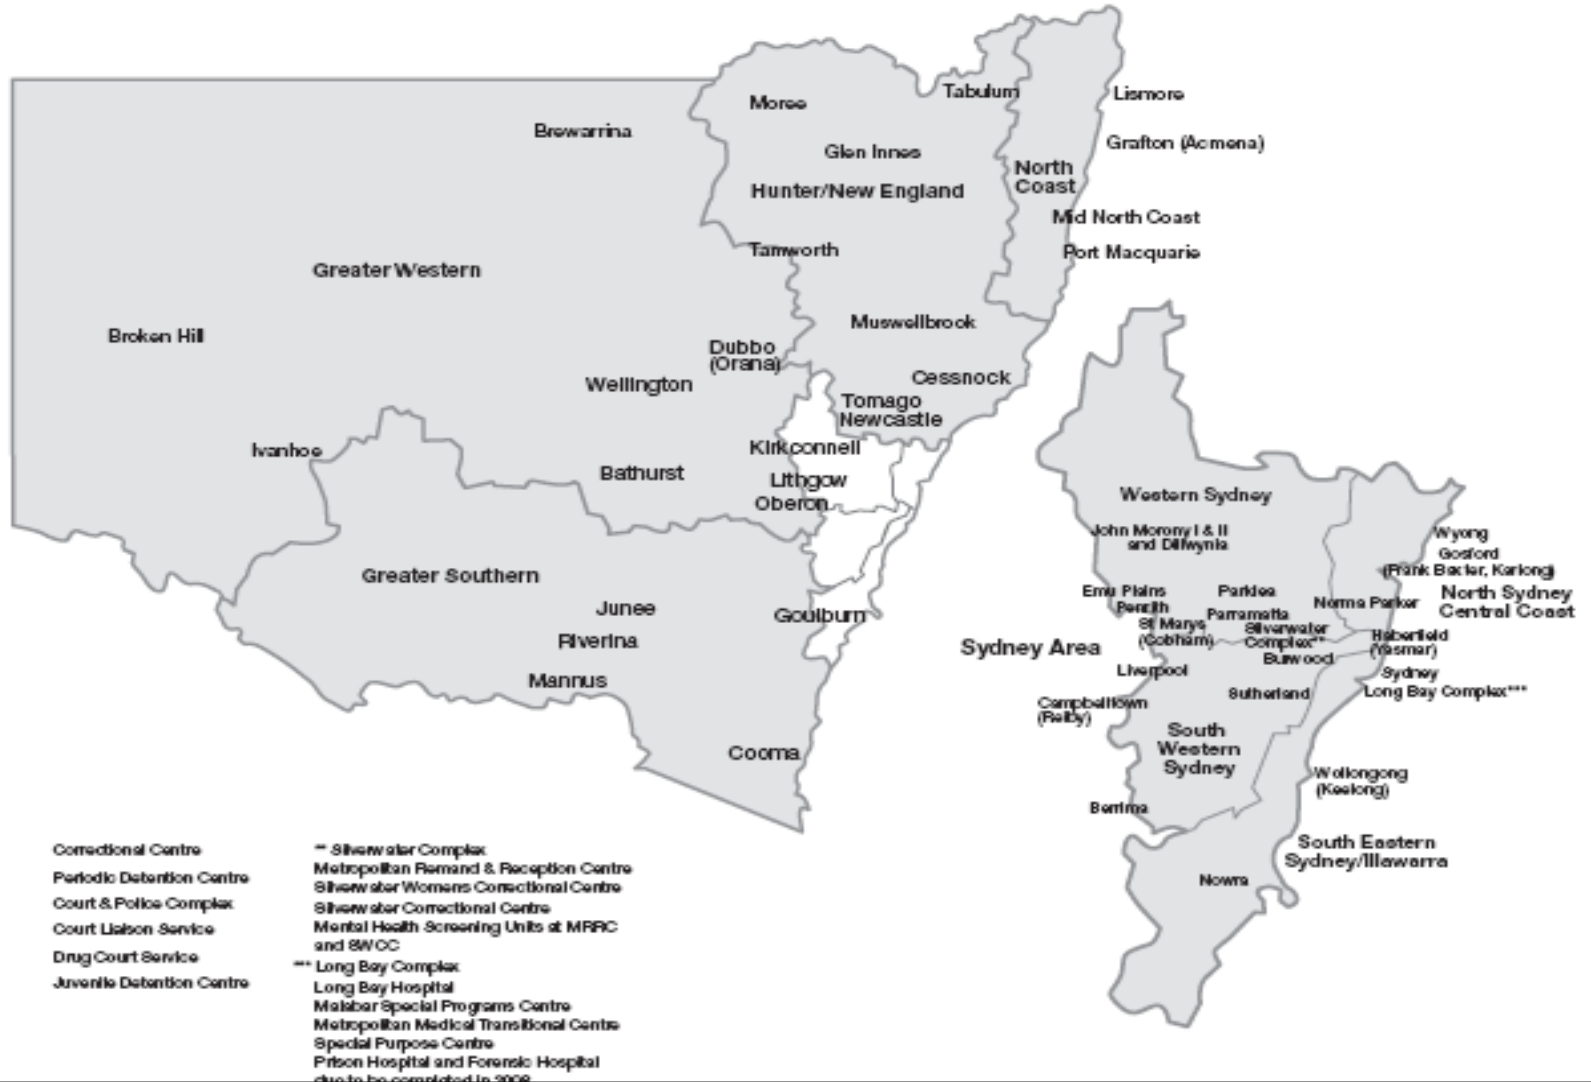 Moree
Tabulum
Lismore
Brewarrina
Glen Innes
Grafton (Acmena)
Hunter/New England
North
Coast
Mid North Coast
Tamworth
Port Macquarie
Greater Western
Broken Hill
Muswellbrook
Dubbo
(Orana)
Wellington
Cessnock
Tomago
Newcastle
Ivanhoe
Kirkconnell
Bathurst
Lithgow
Oberon
Greater Southern
Junee
Goulburn
Riverina
Mannus
Cooma
Western Sydney
John Morony I & II
and Dillwynia
Wyong
Gosford
(Frank Baxter, Kariong)
North Sydney
Central Coast
Emu Plains
Parklea
Norma Parker
Penrith
Parramatta
St Marys
(Cobham)
Silverwater
Complex**
Haberfield
(Yasmar)
Sydney Area
Burwood
Liverpool
Sydney
Sutherland
Long Bay Complex***
Campbelltown
(Reiby)
South
Western
Sydney
Wollongong
(Keelong)
Berrima
South Eastern
Sydney/Illawarra
Nowra
Correctional Centre
Periodic Detention Centre
Court & Police Complex
Court Liaison Service
Drug Court Service
Juvenile Detention Centre
** Silverwater Complex
Metropolitan Remand & Reception Centre
Silverwater Womens Correctional Centre
Silverwater Correctional Centre
Mental Health Screening Units at MRRC
and SWCC
*** Long Bay Complex
Long Bay Hospital
Malabar Special Programs Centre
Metropolitan Medical Transitional Centre
Special Purpose Centre
Prison Hospital and Forensic Hospital
due to be completed in 2008